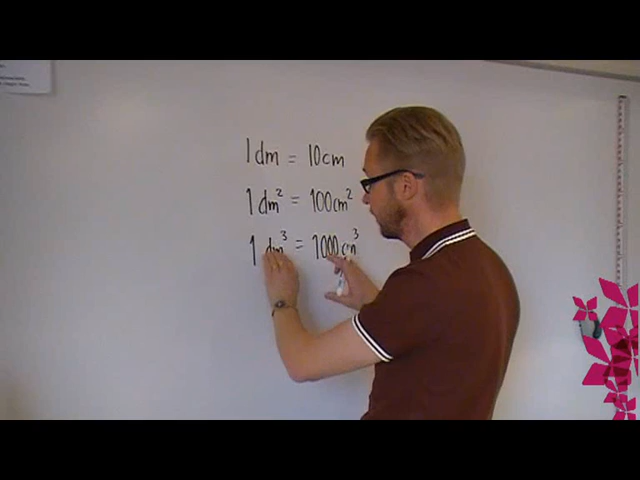 1 dm = 10 cm
1 dm² = 100 cm²
1 dm³ = 1000 cm³